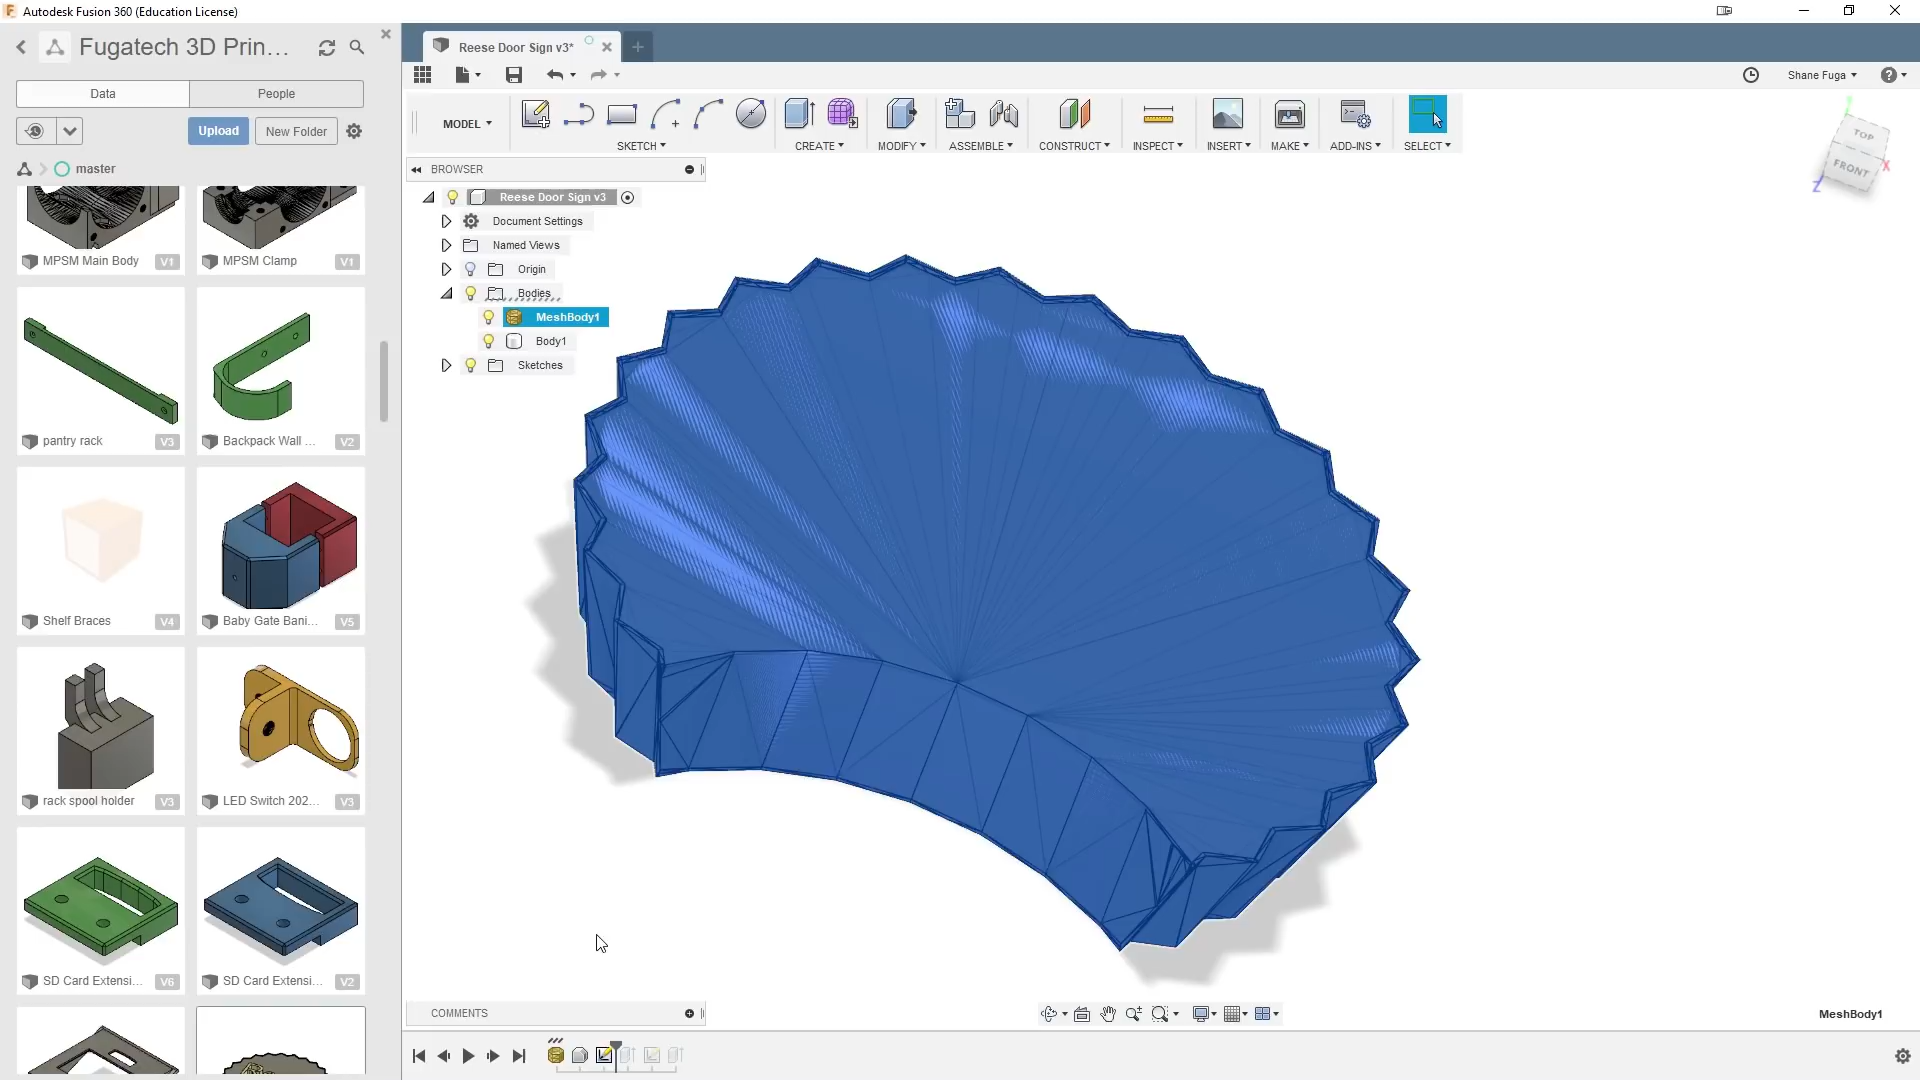 Autodesk Fusion 360 (Education License)
Fugatech 3D Prin...
Reese Door Sign v3*
Data
People
Shane Fuga
Upload
New Folder
MODEL
SKETCH
CREATE
MODIFY
ASSEMBLE
CONSTRUCT
INSPECT
INSERT
MAKE
ADD-INS
SELECT
TOP
FRONT
X
Z
master
BROWSER
Reese Door Sign v3
Document Settings
Named Views
Origin
Bodies
MeshBody1
Body1
Sketches
MPSM Main Body V1
MPSM Clamp V1
pantry rack V3
Backpack Wall ... V2
Shelf Braces V4
Baby Gate Bani... V5
rack spool holder V3
LED Switch 202... V3
SD Card Extensi... V6
SD Card Extensi... V2
COMMENTS
MeshBody1